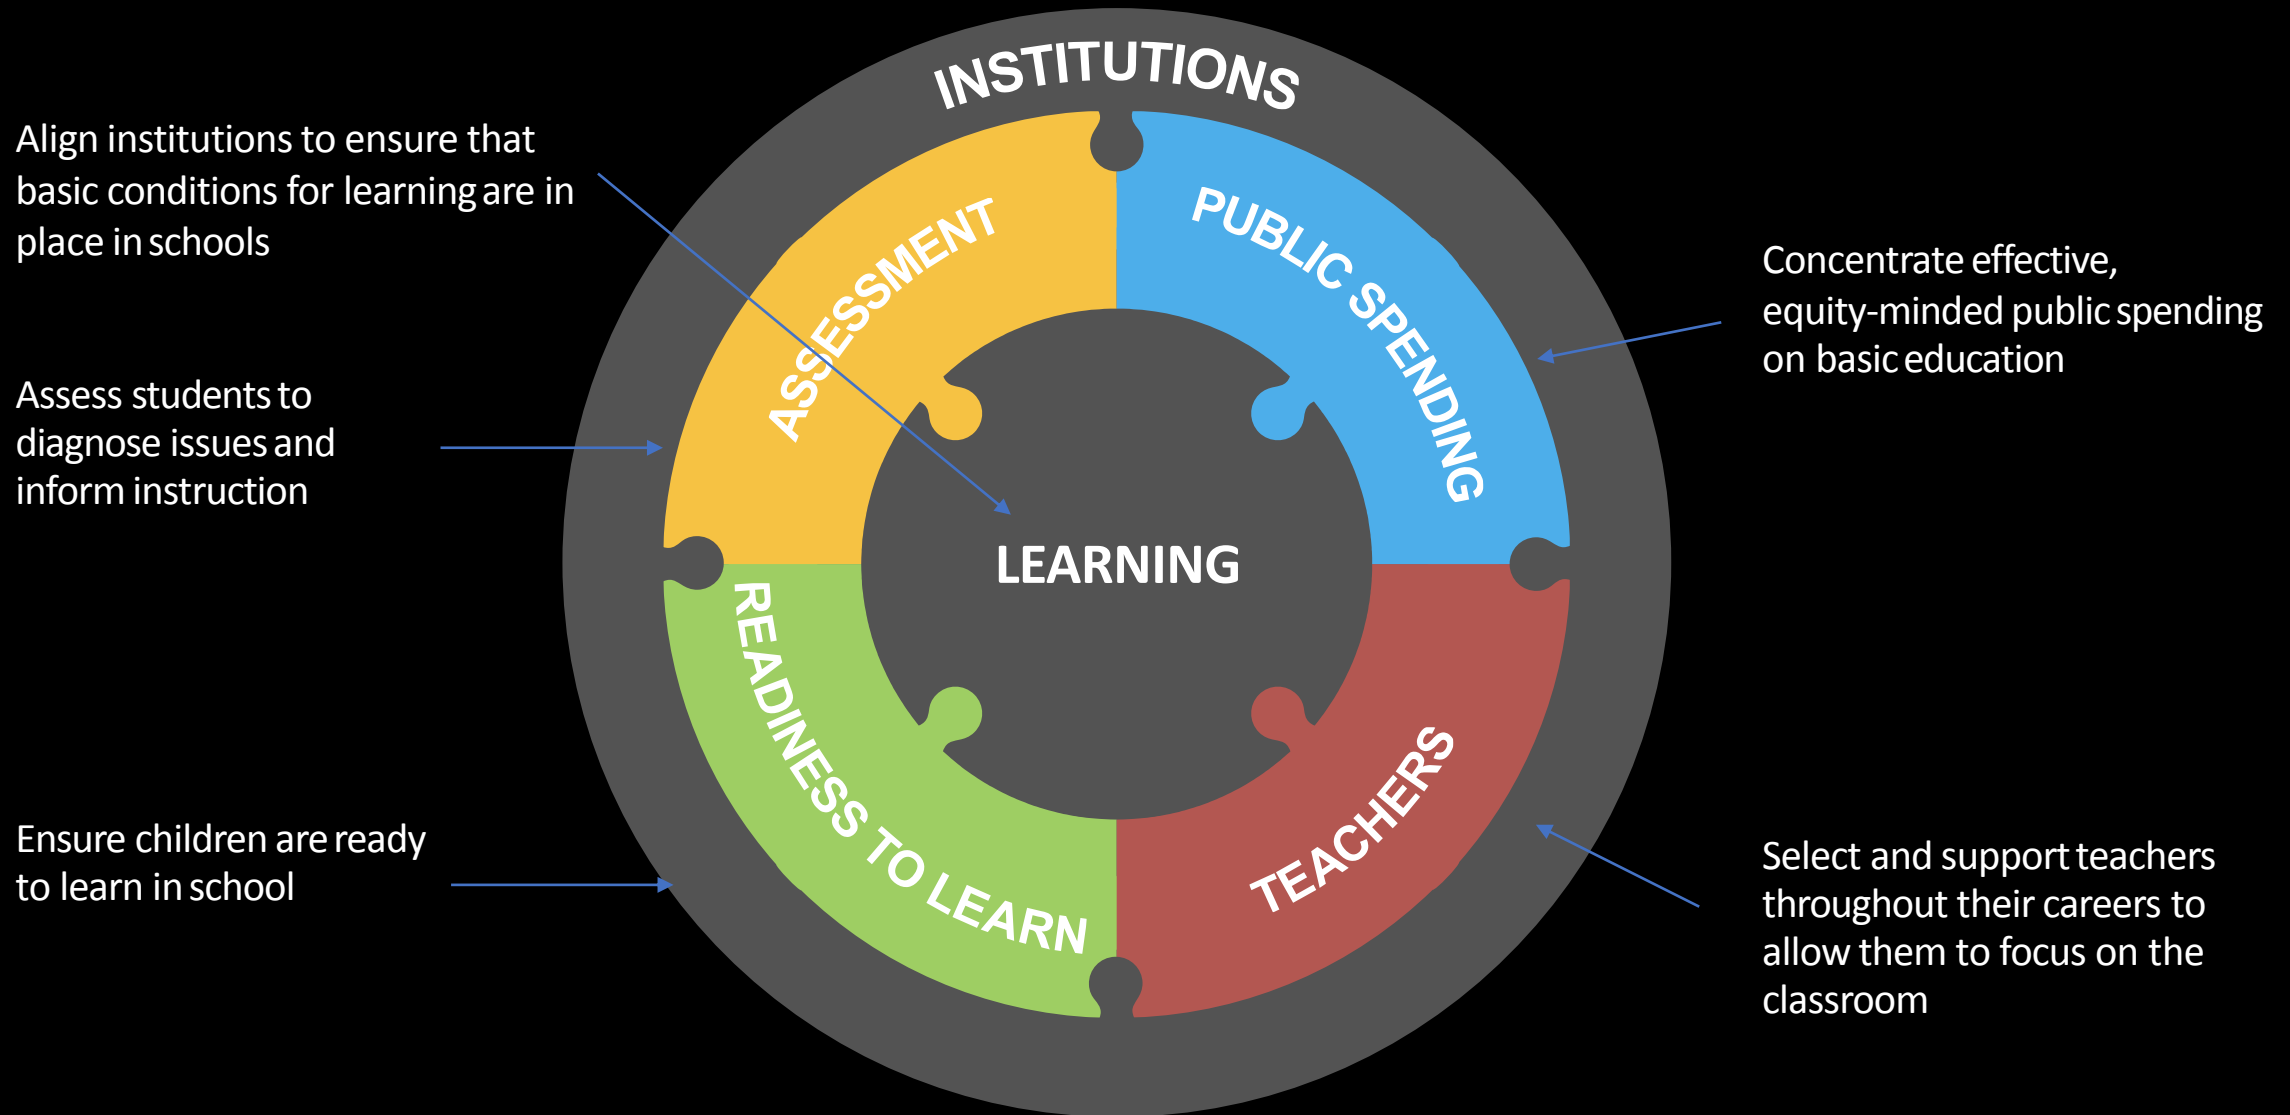 INSTITUTIONS
Align institutions to ensure that
basic conditions for learning are in
place in schools
Assess students to
diagnose issues and
inform instruction
Ensure children are ready
to learn in school
ASSESSMENT
PUBLIC SPENDING
LEARNING
READINESS TO LEARN
TEACHERS
Concentrate effective,
equity-minded public spending
on basic education
Select and support teachers
throughout their careers to
allow them to focus on the
classroom